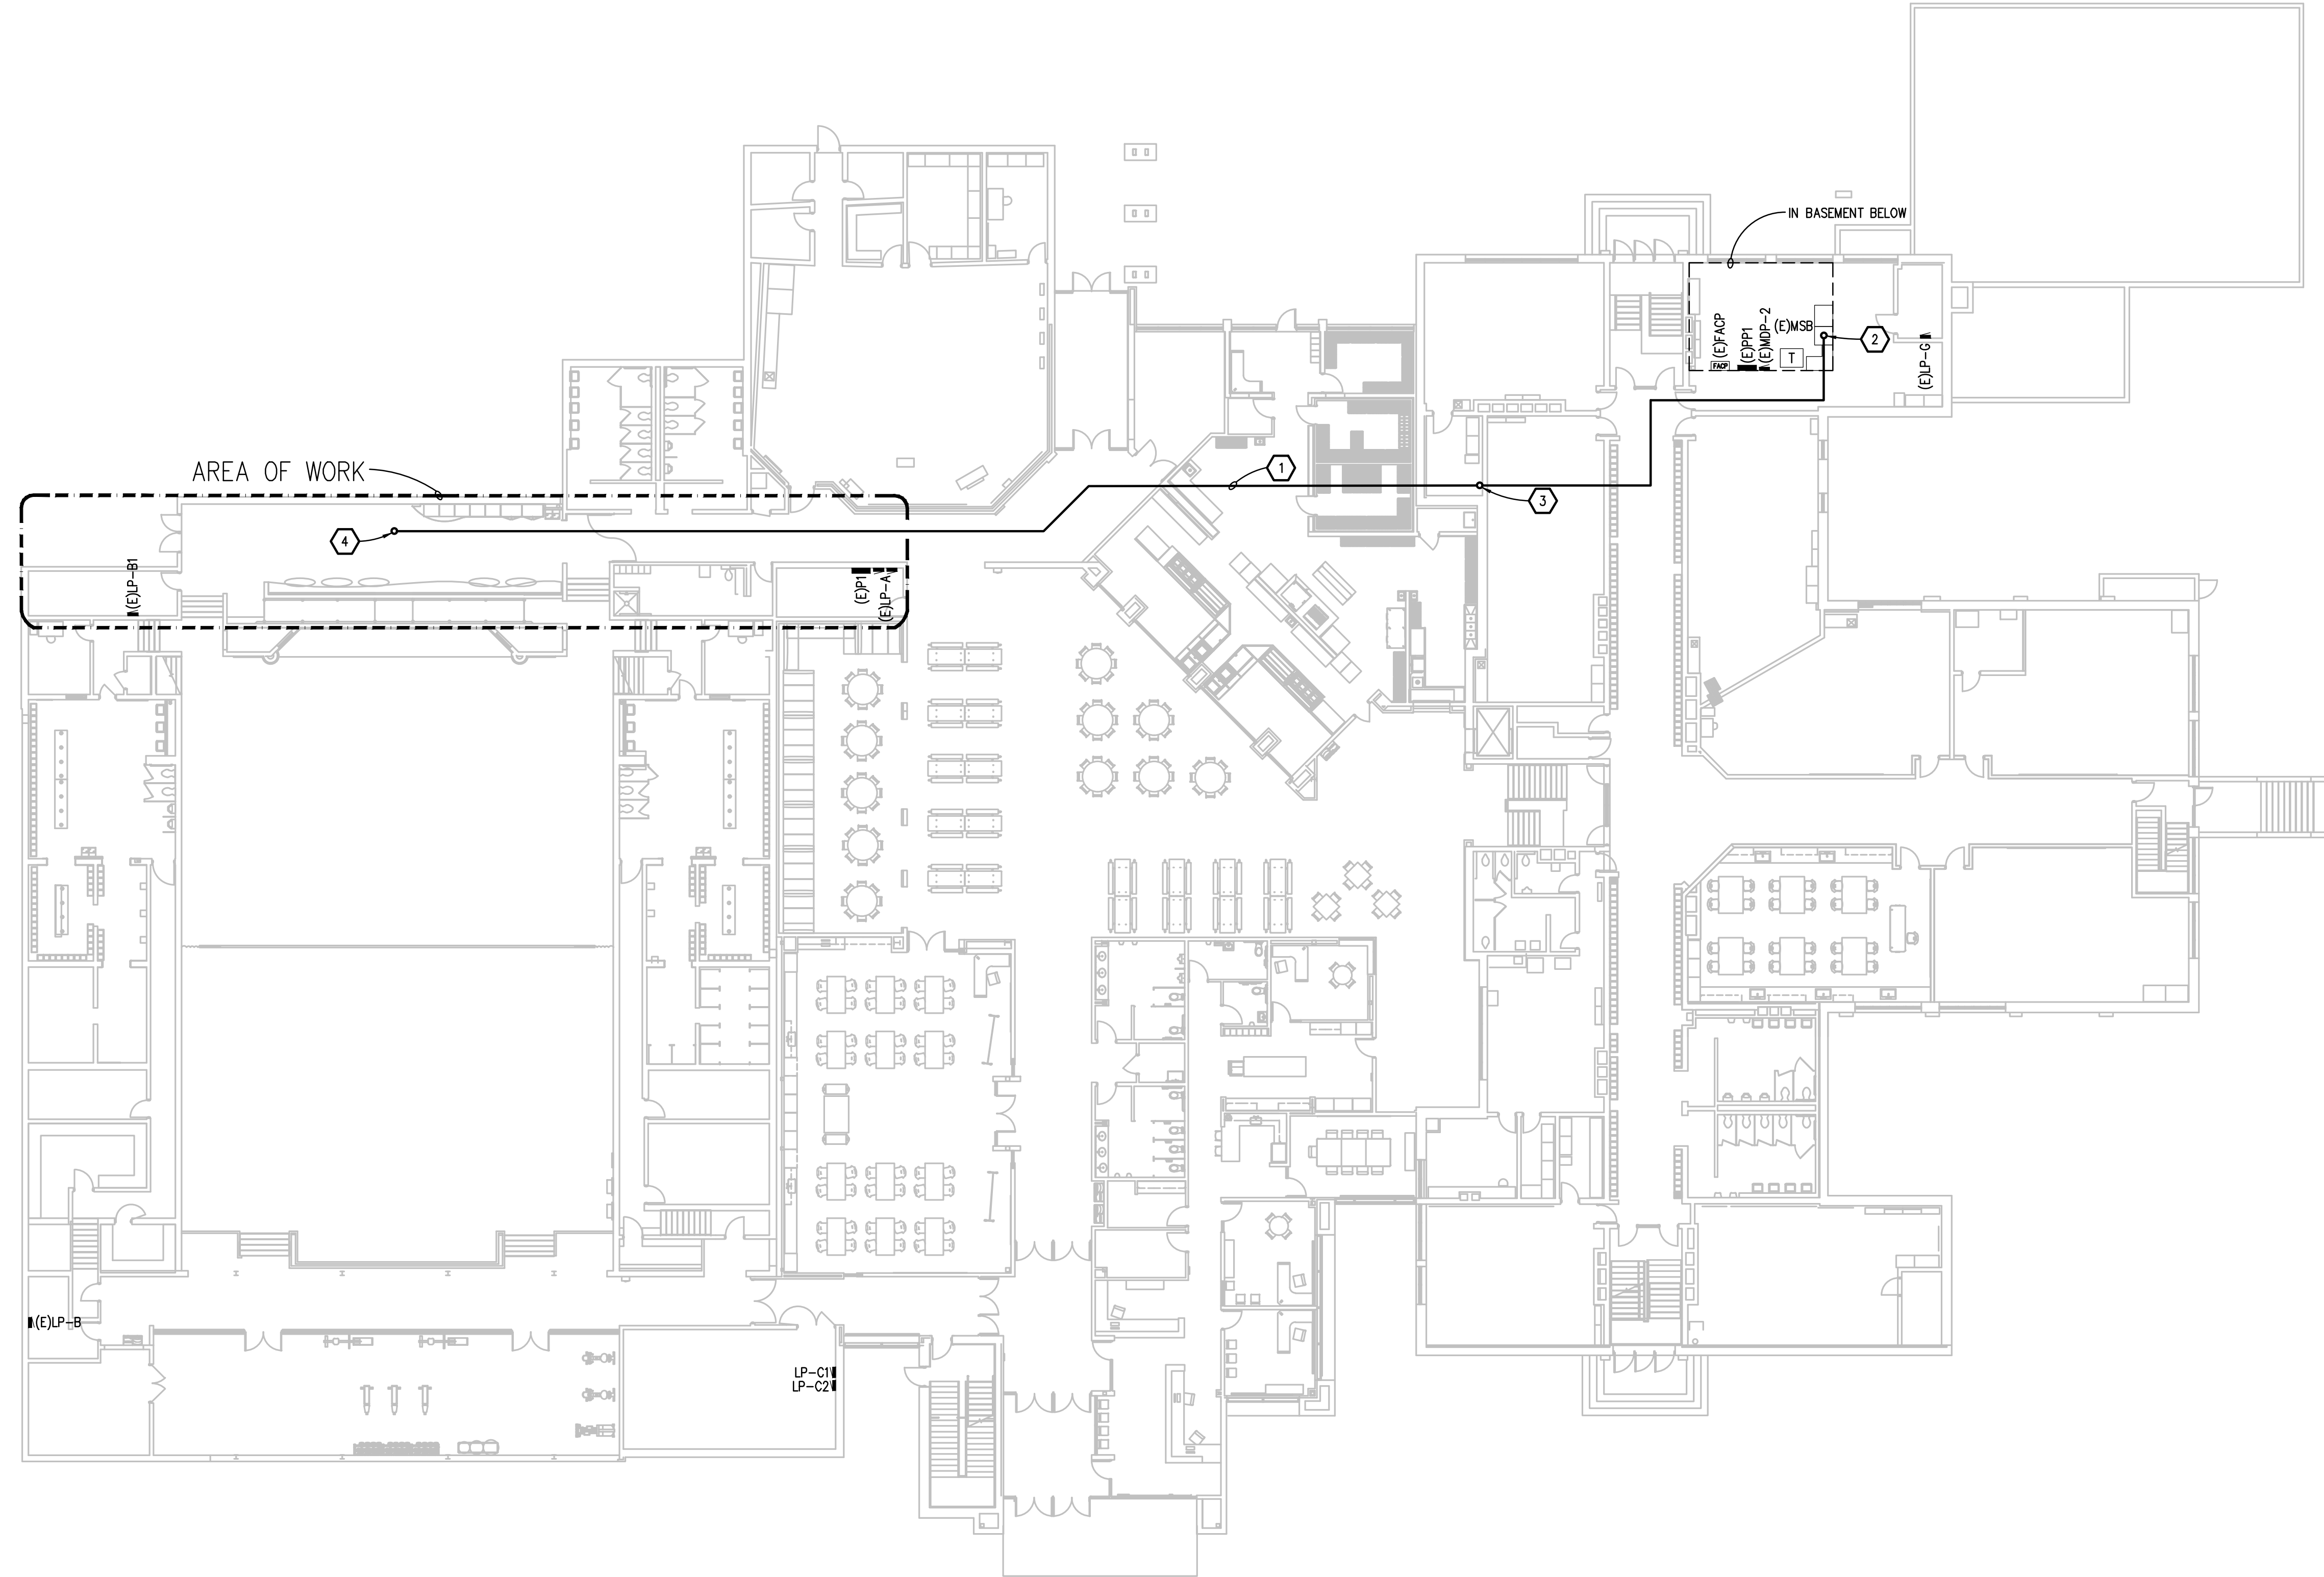 IN BASEMENT BELOW
(E)FACP
FACP
(E)PP1
(E)MDP-2
(E)MSB
T
2
(E)LP-G
1
AREA OF WORK
3
4
(E)LP-B1
(E)P1
(E)LP-A
(E)LP-B
LP-C1
LP-C2